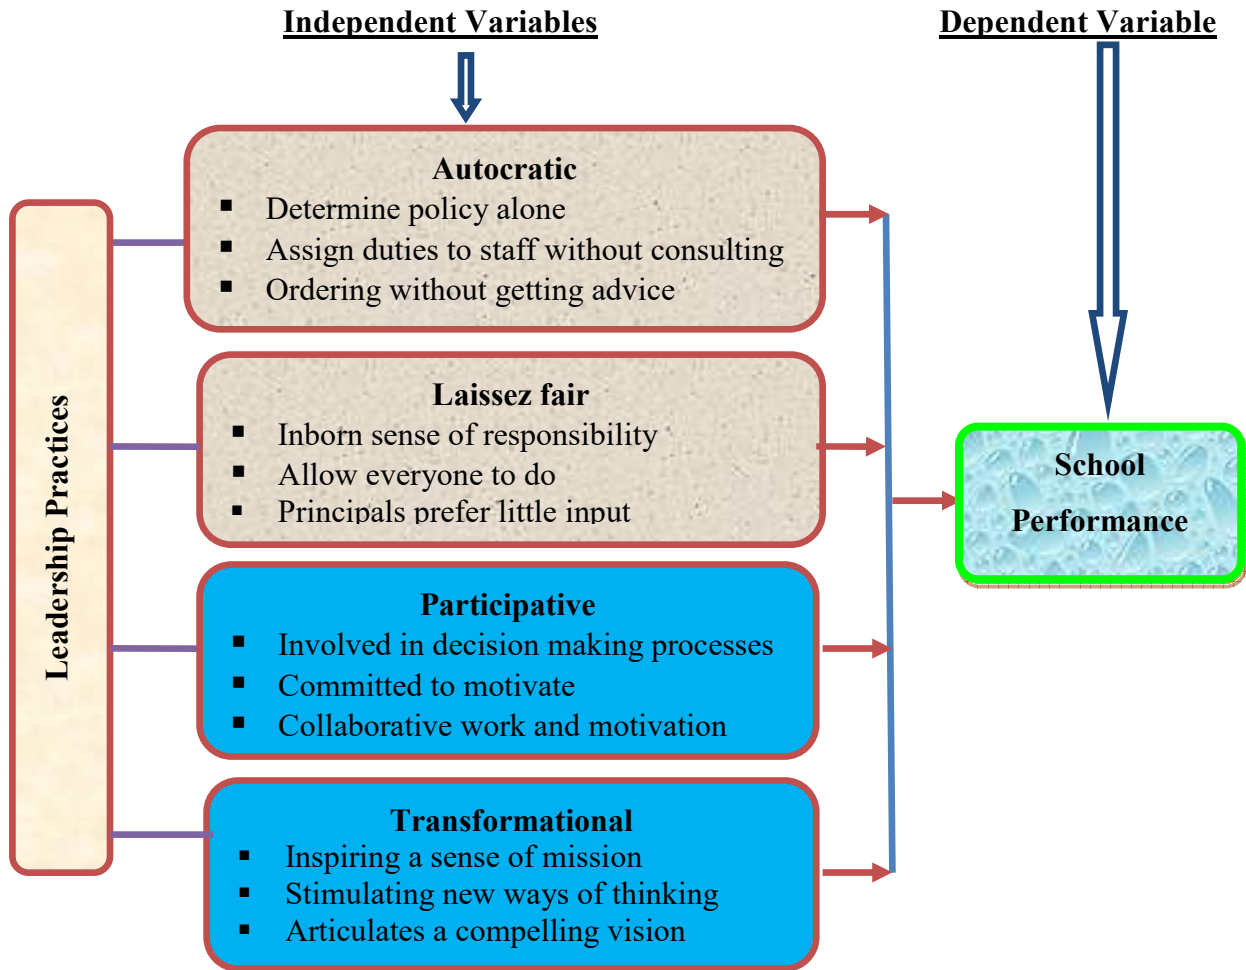 Independent Variables
Dependent Variable
Leadership Practices
Autocratic
▪ Determine policy alone
▪ Assign duties to staff without consulting
▪ Ordering without getting advice
Laissez fair
▪ Inborn sense of responsibility
▪ Allow everyone to do
▪ Principals prefer little input
Participative
▪ Involved in decision making processes
▪ Committed to motivate
▪ Collaborative work and motivation
Transformational
▪ Inspiring a sense of mission
▪ Stimulating new ways of thinking
▪ Articulates a compelling vision
School
Performance